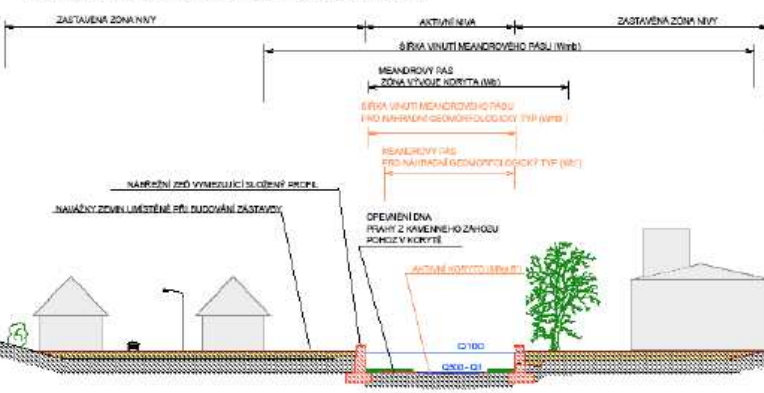 ZASTAVĚNÁ ZÓNA NIVY
AKTIVNÍ NIVA
ZASTAVĚNÁ ZÓNA NIVY
ŠÍŘKA VINUTÍ MEANDROVÉHO PÁSU (Wmb)
MEANDROVÝ PÁS
ZÓNA VÝVOJE KORYTA (Wb)
ŠÍŘKA VINUTÍ MEANDROVÉHO PÁSU
PRO NÁHRADNÍ GEOMORFOLOGICKÝ TYP (Wmb')
MEANDROVÝ PÁS
PRO NÁHRADNÍ GEOMORFOLOGICKÝ TYP (Wb')
NÁBŘEŽNÍ ZEĎ VYMEZUJÍCÍ SLOŽENÝ PROFIL
NAVÁŽKY ZEMIN UMÍSTĚNÉ PŘI BUDOVÁNÍ ZÁSTAVBY
OPEVNĚNÍ DNA
PRAHY Z KAMENNÉHO ZÁHOZU
POHOZ V KORYTĚ
AKTIVNÍ KORYTO
Q100